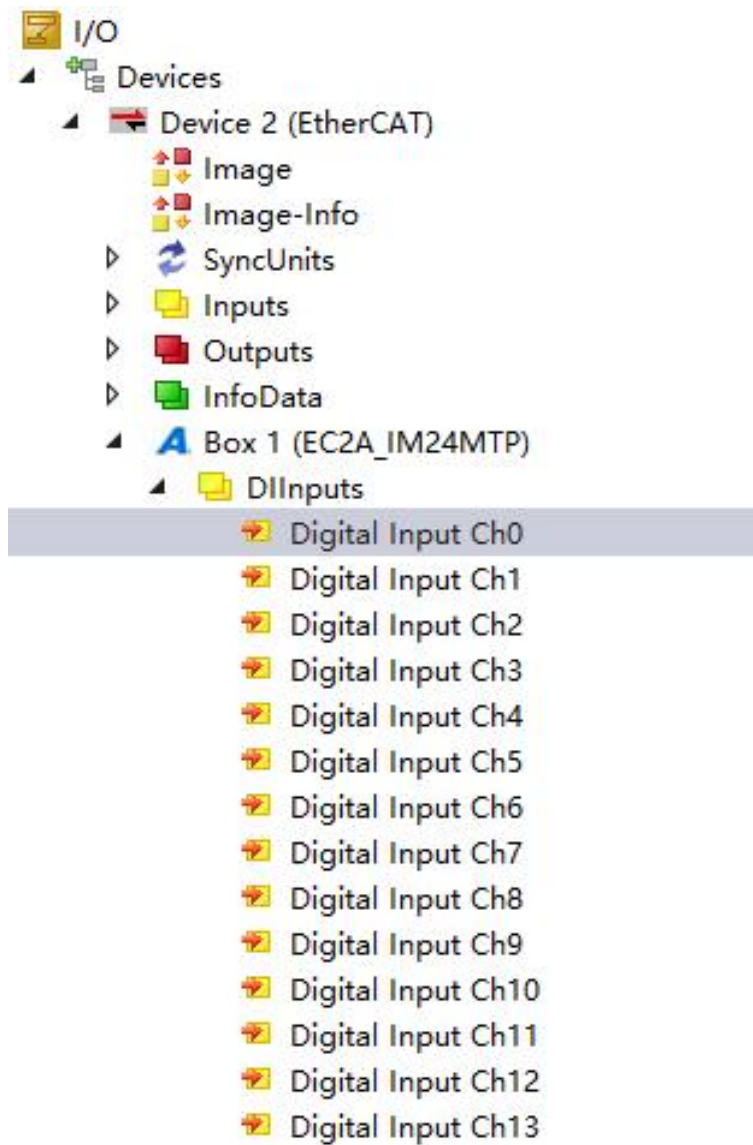 I/O
Devices
Device 2 (EtherCAT)
Image
Image-Info
SyncUnits
Inputs
Outputs
InfoData
Box 1 (EC2A_IM24MTP)
DIInputs
Digital Input Ch0
Digital Input Ch1
Digital Input Ch2
Digital Input Ch3
Digital Input Ch4
Digital Input Ch5
Digital Input Ch6
Digital Input Ch7
Digital Input Ch8
Digital Input Ch9
Digital Input Ch10
Digital Input Ch11
Digital Input Ch12
Digital Input Ch13